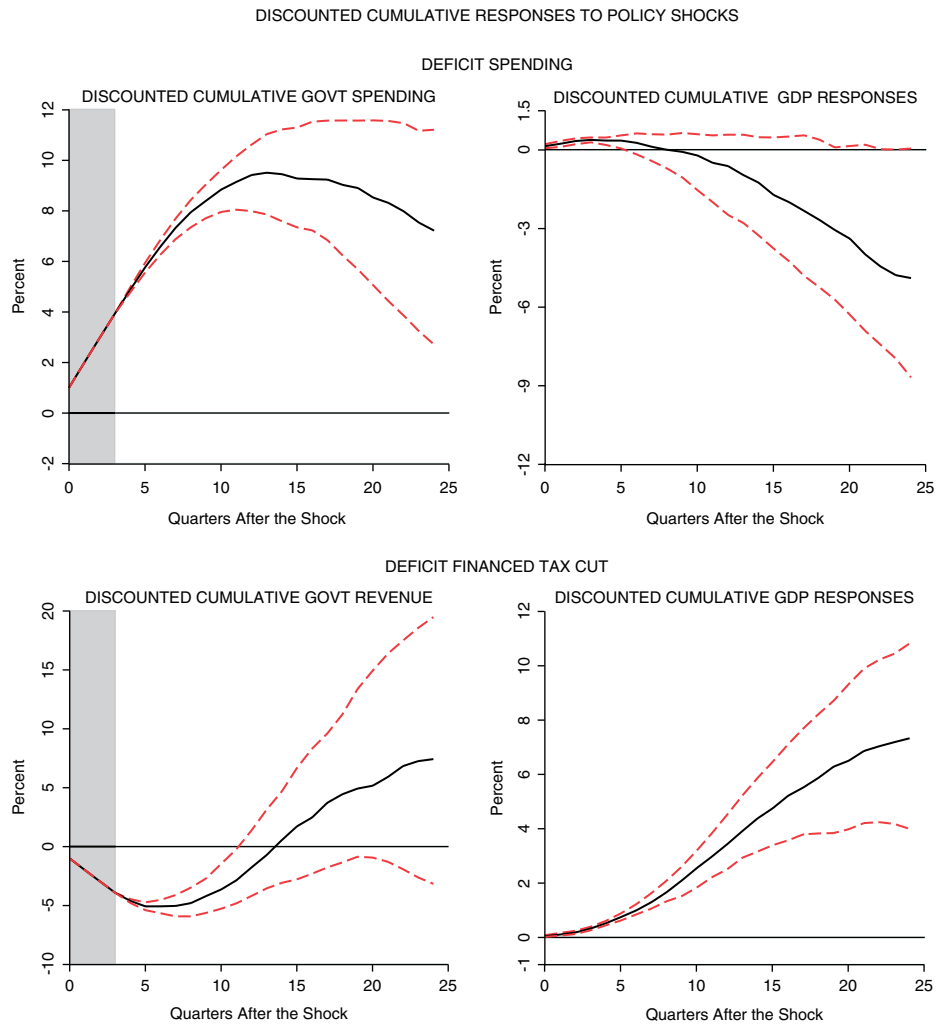 DISCOUNTED CUMULATIVE RESPONSES TO POLICY SHOCKS
DEFICIT SPENDING
DISCOUNTED CUMULATIVE GOVT SPENDING
12
10
8
6
4
2
0
-2
Percent
0 5 10 15 20 25
Quarters After the Shock
DISCOUNTED CUMULATIVE GDP RESPONSES
1.5
0
-3
-6
-9
-12
Percent
0 5 10 15 20 25
Quarters After the Shock
DEFICIT FINANCED TAX CUT
DISCOUNTED CUMULATIVE GOVT REVENUE
20
15
10
5
0
-5
-10
Percent
0 5 10 15 20 25
Quarters After the Shock
DISCOUNTED CUMULATIVE GDP RESPONSES
12
10
8
6
4
2
0
-1
Percent
0 5 10 15 20 25
Quarters After the Shock